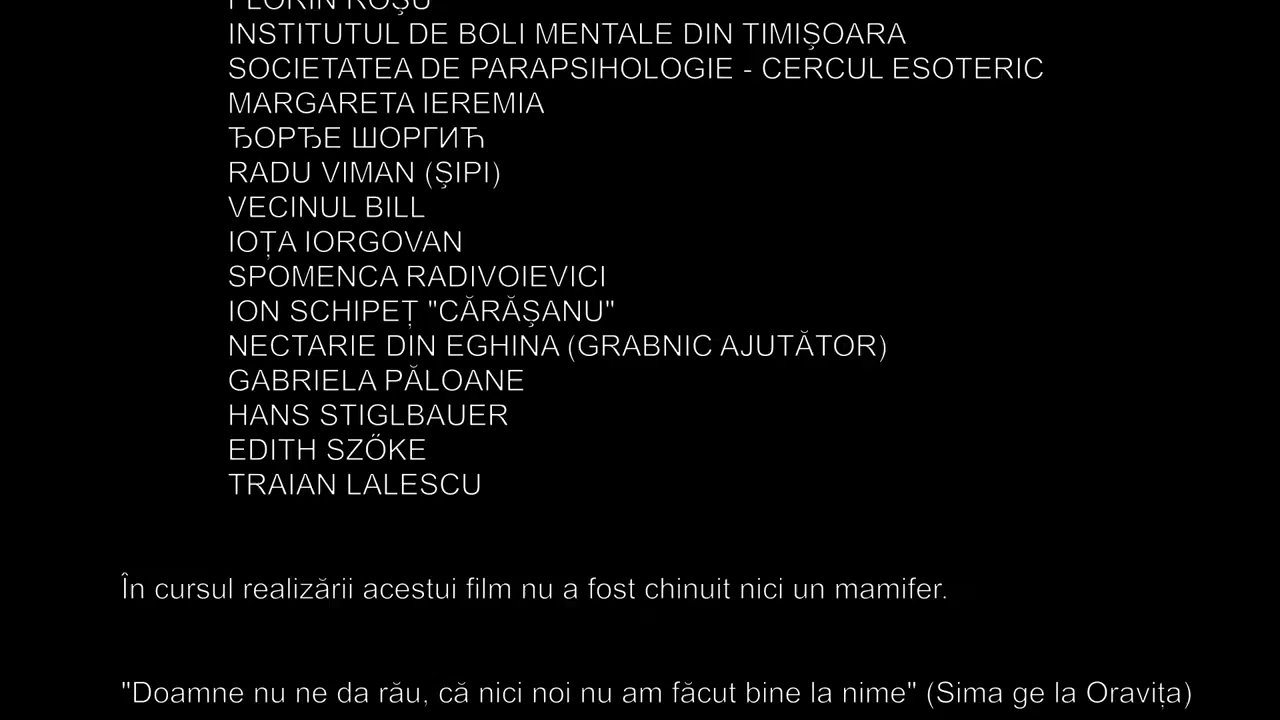 FLORIN ROŞU
INSTITUTUL DE BOLI MENTALE DIN TIMIŞOARA
SOCIETATEA DE PARAPSIHOLOGIE - CERCUL ESOTERIC
MARGARETA IEREMIA
ЂОРЂЕ ШОРГИЋ
RADU VIMAN (ŞIPI)
VECINUL BILL
IOȚA IORGOVAN
SPOMENCA RADIVOIEVICI
ION SCHIPEȚ "CĂRĂŞANU"
NECTARIE DIN EGHINA (GRABNIC AJUTĂTOR)
GABRIELA PĂLOANE
HANS STIGLBAUER
EDITH SZŐKE
TRAIAN LALESCU
În cursul realizării acestui film nu a fost chinuit nici un mamifer.
"Doamne nu ne da rău, că nici noi nu am făcut bine la nime" (Sima ge la Oravița)